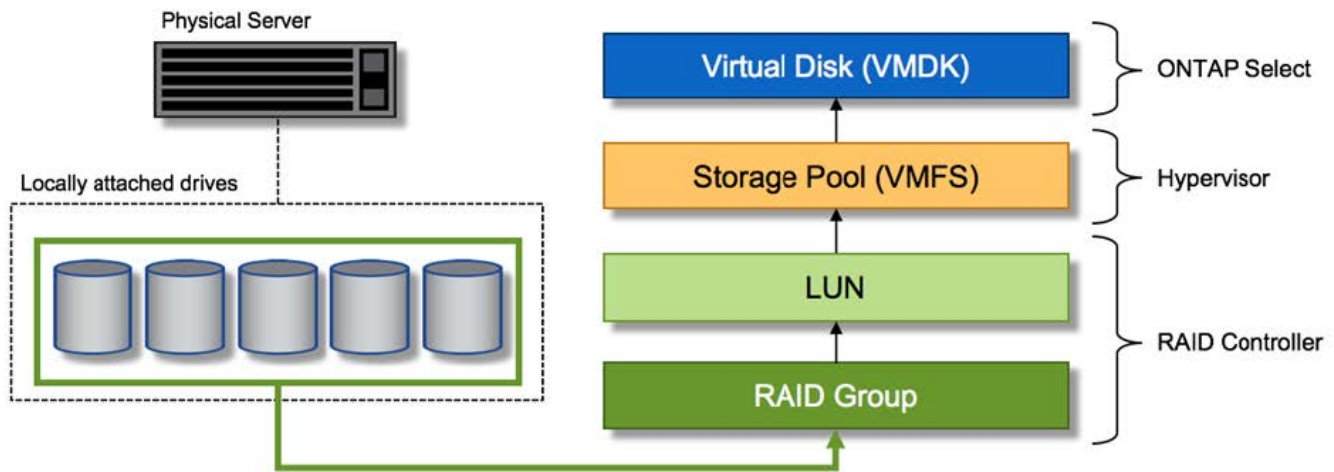 Physical Server
Locally attached drives
Virtual Disk (VMDK)
ONTAP Select
Storage Pool (VMFS)
Hypervisor
LUN
RAID Controller
RAID Group